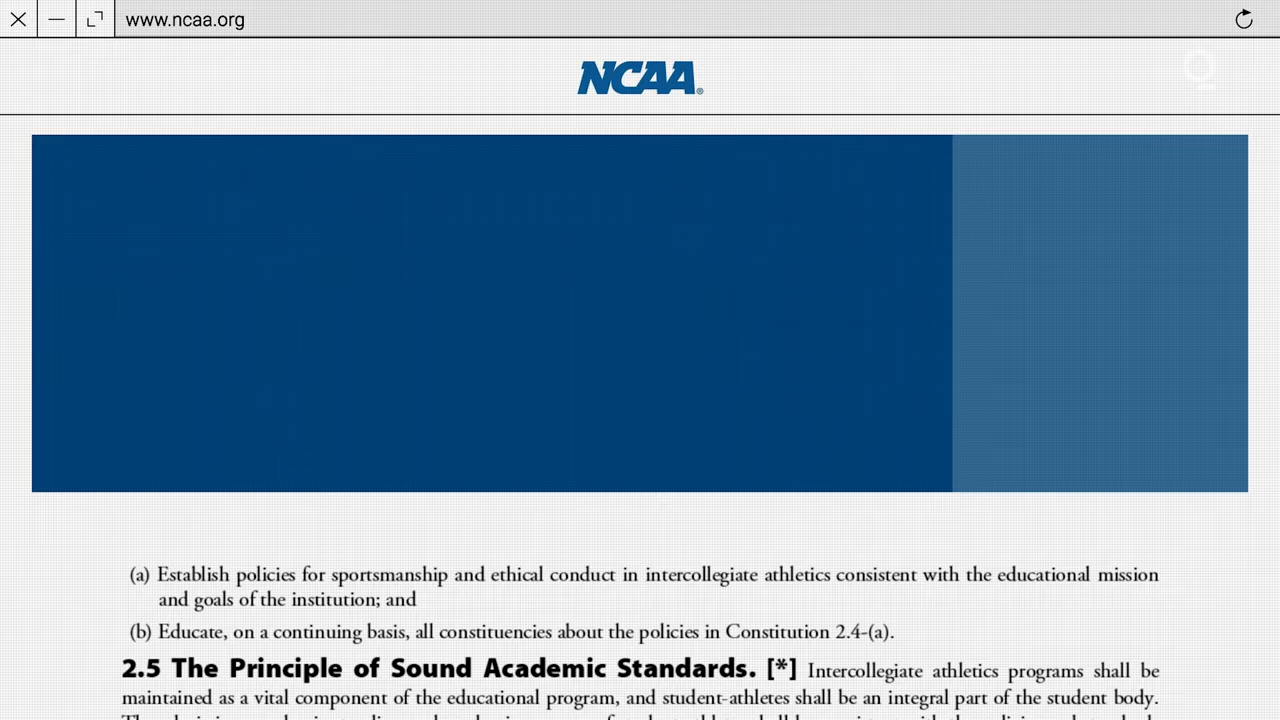 www.ncaa.org
NCAA®
(a) Establish policies for sportsmanship and ethical conduct in intercollegiate athletics consistent with the educational mission
and goals of the institution; and
(b) Educate, on a continuing basis, all constituencies about the policies in Constitution 2.4-(a).
2.5 The Principle of Sound Academic Standards. [*] Intercollegiate athletics programs shall be
maintained as a vital component of the educational program, and student-athletes shall be an integral part of the student body.